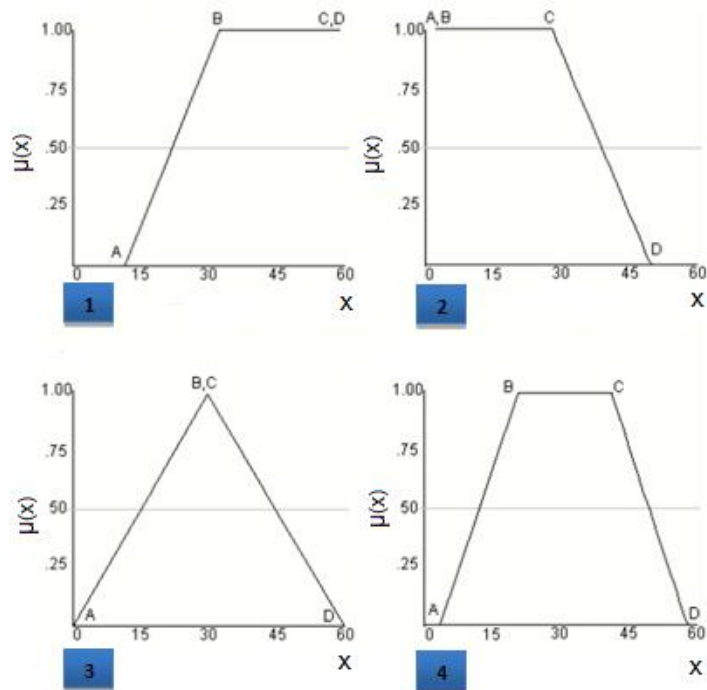 B C,D
1.00
.75
μ(x)
.50
.25
A
0 15 30 45 60
1 X
A,B C
1.00
.75
μ(x)
.50
.25
D
0 15 30 45 60
2 X
B,C
1.00
.75
μ(x)
.50
.25
A D
0 15 30 45 60
3 X
B C
1.00
.75
μ(x)
.50
.25
A D
0 15 30 45 60
4 X